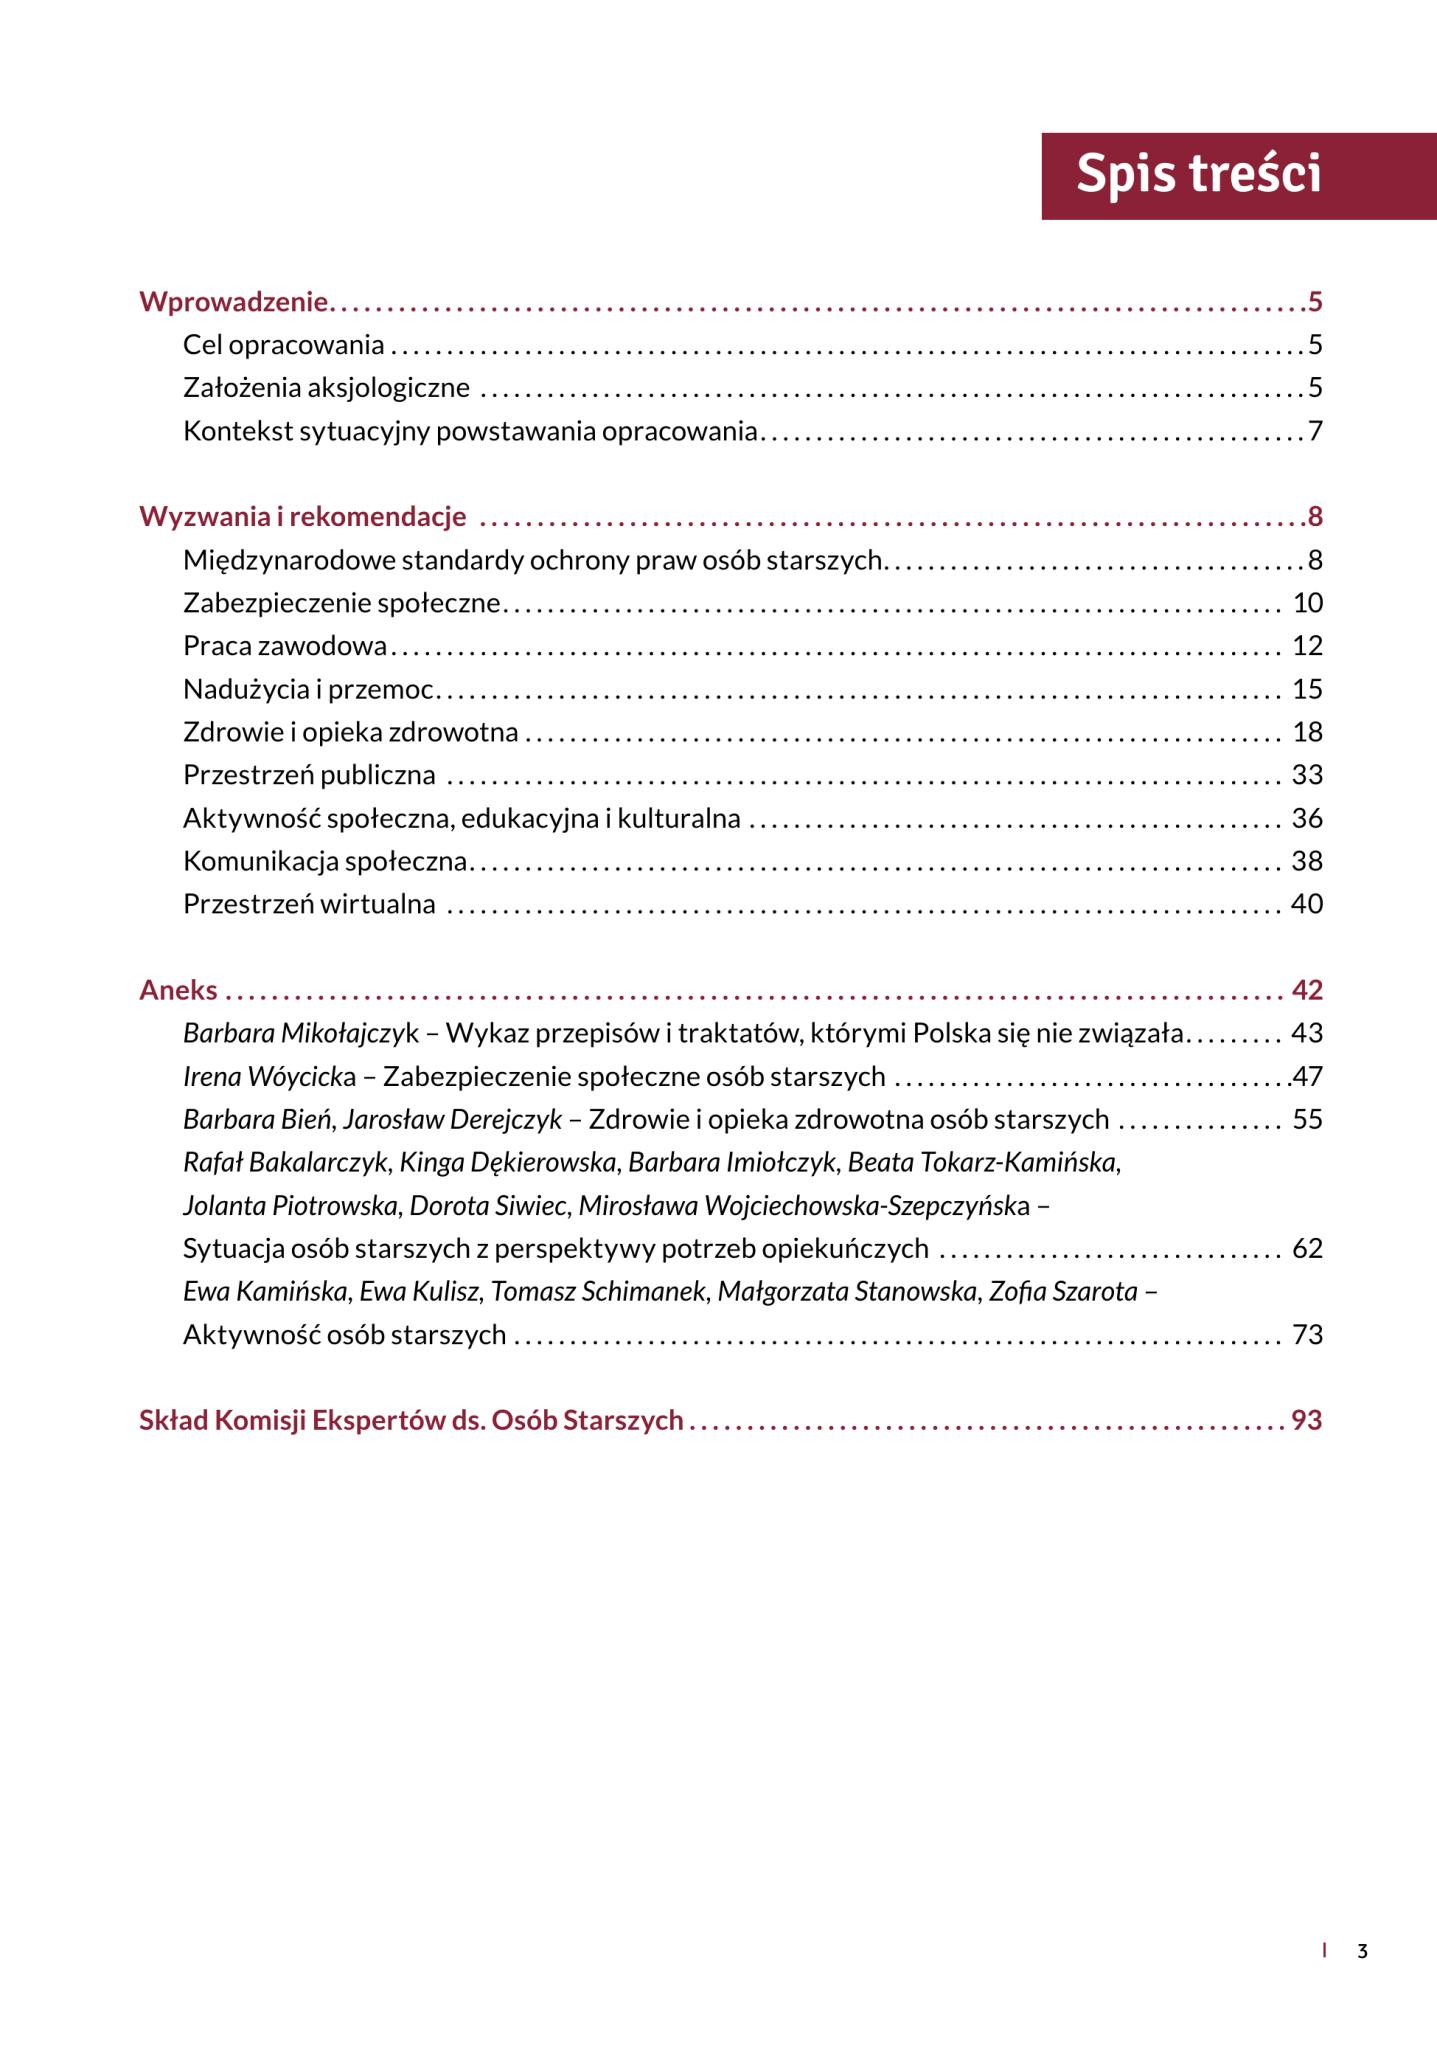 Spis treści
Wprowadzenie. . . . . . . . . . . . . . . . . . . . . . . . . . . . . . 5
Cel opracowania . . . . . . . . . . . . . . . . . . . . . . . . . . . . . . 5
Założenia aksjologiczne . . . . . . . . . . . . . . . . . . . . . . . . . . . . . . 5
Kontekst sytuacyjny powstawania opracowania. . . . . . . . . . . . . . . . . . . . 7
Wyzwania i rekomendacje . . . . . . . . . . . . . . . . . . . . . . . . . . . . . . 8
Międzynarodowe standardy ochrony praw osób starszych. . . . . . . . . . . . . . . 8
Zabezpieczenie społeczne. . . . . . . . . . . . . . . . . . . . . . . . . . . . . . 10
Praca zawodowa. . . . . . . . . . . . . . . . . . . . . . . . . . . . . . 12
Nadużycia i przemoc. . . . . . . . . . . . . . . . . . . . . . . . . . . . . . 15
Zdrowie i opieka zdrowotna . . . . . . . . . . . . . . . . . . . . . . . . . . . . . . 18
Przestrzeń publiczna . . . . . . . . . . . . . . . . . . . . . . . . . . . . . . 33
Aktywność społeczna, edukacyjna i kulturalna . . . . . . . . . . . . . . . . . . . . 36
Komunikacja społeczna. . . . . . . . . . . . . . . . . . . . . . . . . . . . . . 38
Przestrzeń wirtualna . . . . . . . . . . . . . . . . . . . . . . . . . . . . . . 40
Aneks . . . . . . . . . . . . . . . . . . . . . . . . . . . . . . 42
Barbara Mikołajczyk – Wykaz przepisów i traktatów, którymi Polska się nie związała. . . . . . . . . 43
Irena Wóycicka – Zabezpieczenie społeczne osób starszych . . . . . . . . . . . . . . . 47
Barbara Bień, Jarosław Derejczyk – Zdrowie i opieka zdrowotna osób starszych . . . . . . . . . . . . . . . 55
Rafał Bakalarczyk, Kinga Dękierowska, Barbara Imiołczyk, Beata Tokarz-Kamińska,
Jolanta Piotrowska, Dorota Siwiec, Mirosława Wojciechowska-Szepczyńska –
Sytuacja osób starszych z perspektywy potrzeb opiekuńczych . . . . . . . . . . . . . . . 62
Ewa Kamińska, Ewa Kulisz, Tomasz Schimanek, Małgorzata Stanowska, Zofia Szarota –
Aktywność osób starszych . . . . . . . . . . . . . . . . . . . . . . . . . . . . . . 73
Skład Komisji Ekspertów ds. Osób Starszych . . . . . . . . . . . . . . . . . . . . 93
3